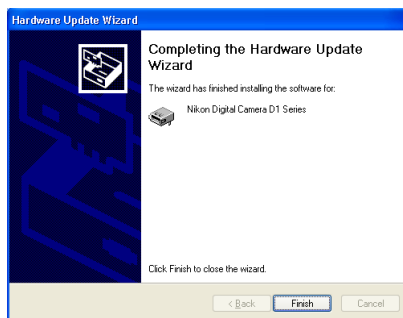 Hardware Update Wizard
Completing the Hardware Update
Wizard
The wizard has finished installing the software for:
Nikon Digital Camera D1 Series
Click Finish to close the wizard.
< Back Finish Cancel